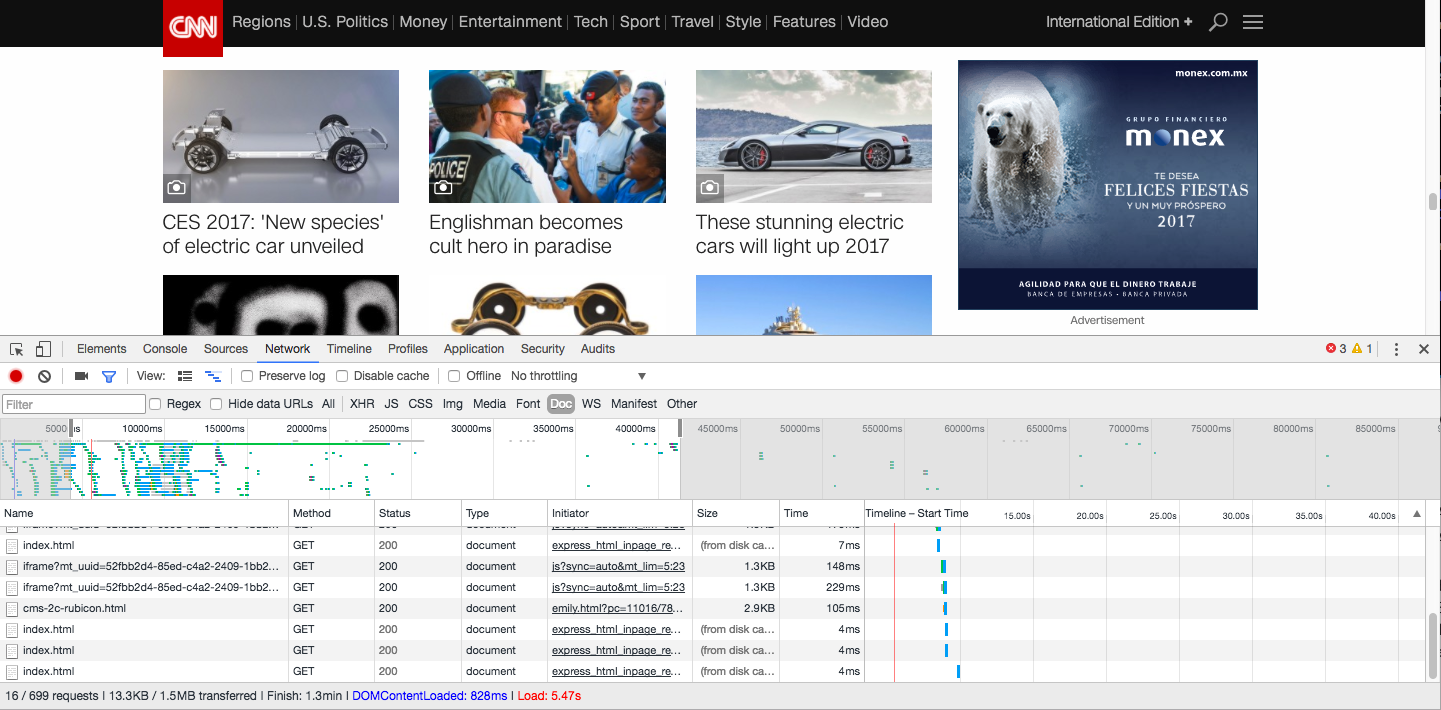 CNN Regions U.S. Politics Money Entertainment Tech Sport Travel Style Features Video International Edition +
CES 2017: 'New species'
of electric car unveiled
POLICE
Englishman becomes
cult hero in paradise
These stunning electric
cars will light up 2017
monex.com.mx
GRUPO FINANCIERO
monex
TE DESEA
FELICES FIESTAS
Y UN MUY PRÓSPERO
2017
AGILIDAD PARA QUE EL DINERO TRABAJE
BANCA DE EMPRESAS • BANCA PRIVADA
Advertisement
Elements Console Sources Network Timeline Profiles Application Security Audits 3 1
View: Preserve log Disable cache Offline No throttling
Filter Regex Hide data URLs All XHR JS CSS Img Media Font Doc WS Manifest Other
5000 10000ms 15000ms 20000ms 25000ms 30000ms 35000ms 40000ms 45000ms 50000ms 55000ms 60000ms 65000ms 70000ms 75000ms 80000ms 85000ms
Name Method Status Type Initiator Size Time Timeline – Start Time 15.00s 20.00s 25.00s 30.00s 35.00s 40.00s
index.html GET 200 document express_html_inpage_re... (from disk ca... 7ms
iframe?mt_uuid=52fbb2d4-85ed-c4a2-2409-1bb2... GET 200 document js?sync=auto&mt_lim=5:23 1.3KB 148ms
iframe?mt_uuid=52fbb2d4-85ed-c4a2-2409-1bb2... GET 200 document js?sync=auto&mt_lim=5:23 1.3KB 229ms
cms-2c-rubicon.html GET 200 document emily.html?pc=11016/78... 2.9KB 105ms
index.html GET 200 document express_html_inpage_re... (from disk ca... 4ms
index.html GET 200 document express_html_inpage_re... (from disk ca... 4ms
index.html GET 200 document express_html_inpage_re... (from disk ca... 4ms
16 / 699 requests | 13.3KB / 1.5MB transferred | Finish: 1.3min | DOMContentLoaded: 828ms | Load: 5.47s